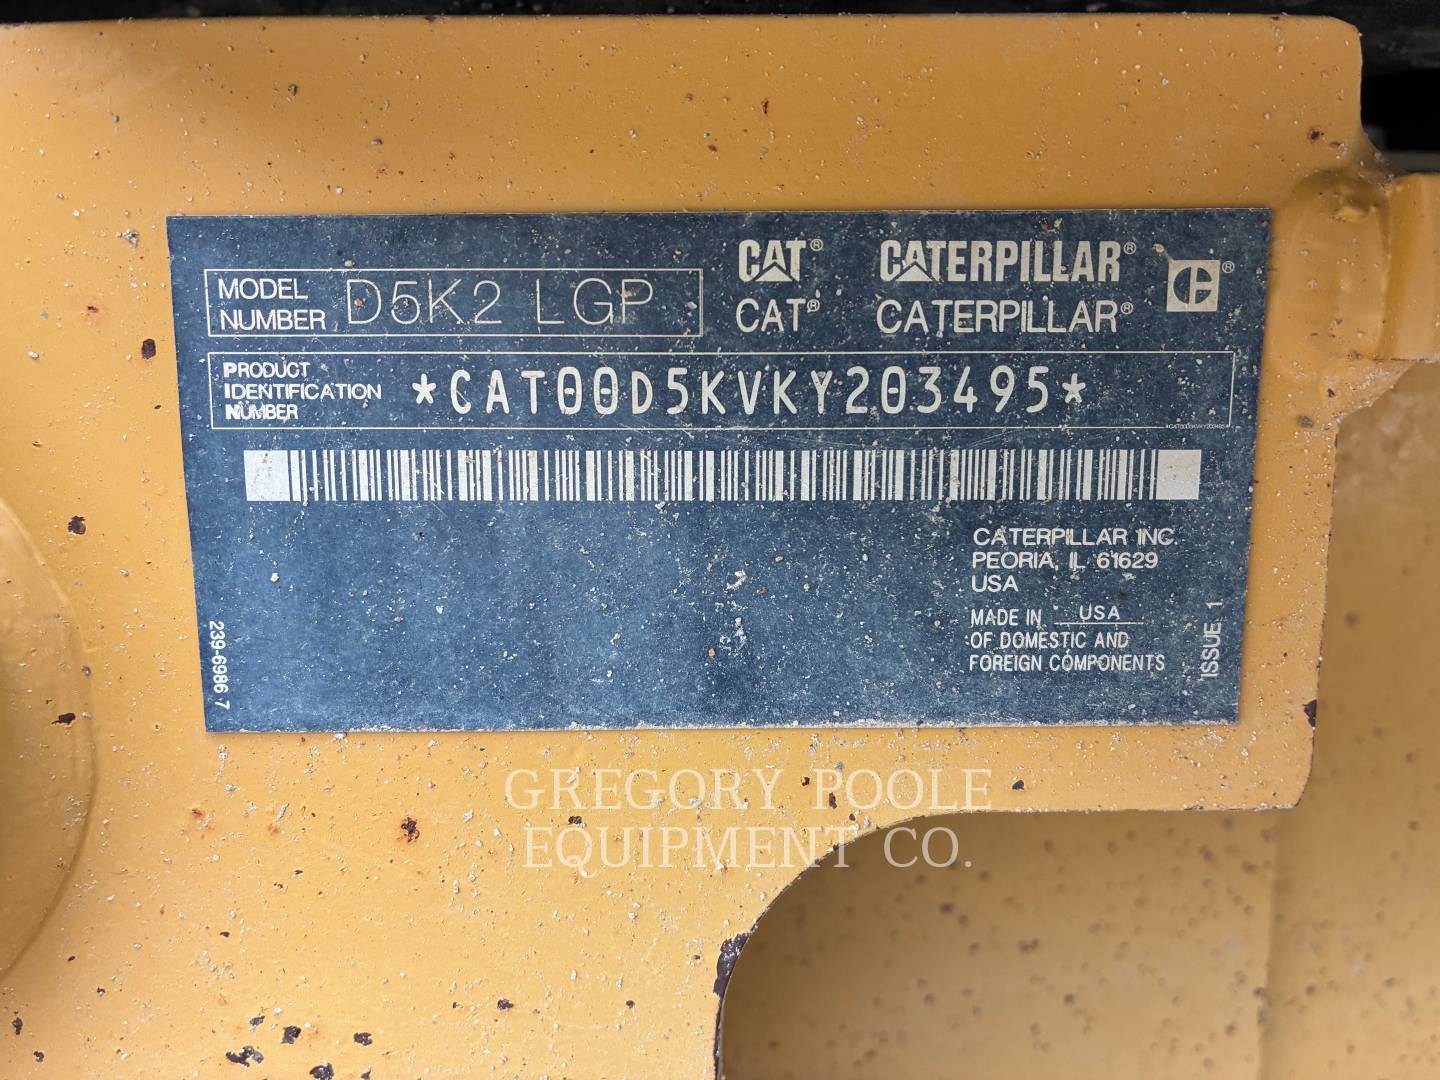 MODEL
NUMBER D5K2 LGP
CAT® CATERPILLAR®
CAT® CATERPILLAR® ®
PRODUCT
IDENTIFICATION
NUMBER
*CAT00D5KVKY203495*
*CAT00D5KVKY203495*
CATERPILLAR INC.
PEORIA, IL 61629
USA
MADE IN USA
OF DOMESTIC AND
FOREIGN COMPONENTS
ISSUE 1
239-6986 7
GREGORY POOLE
EQUIPMENT CO.